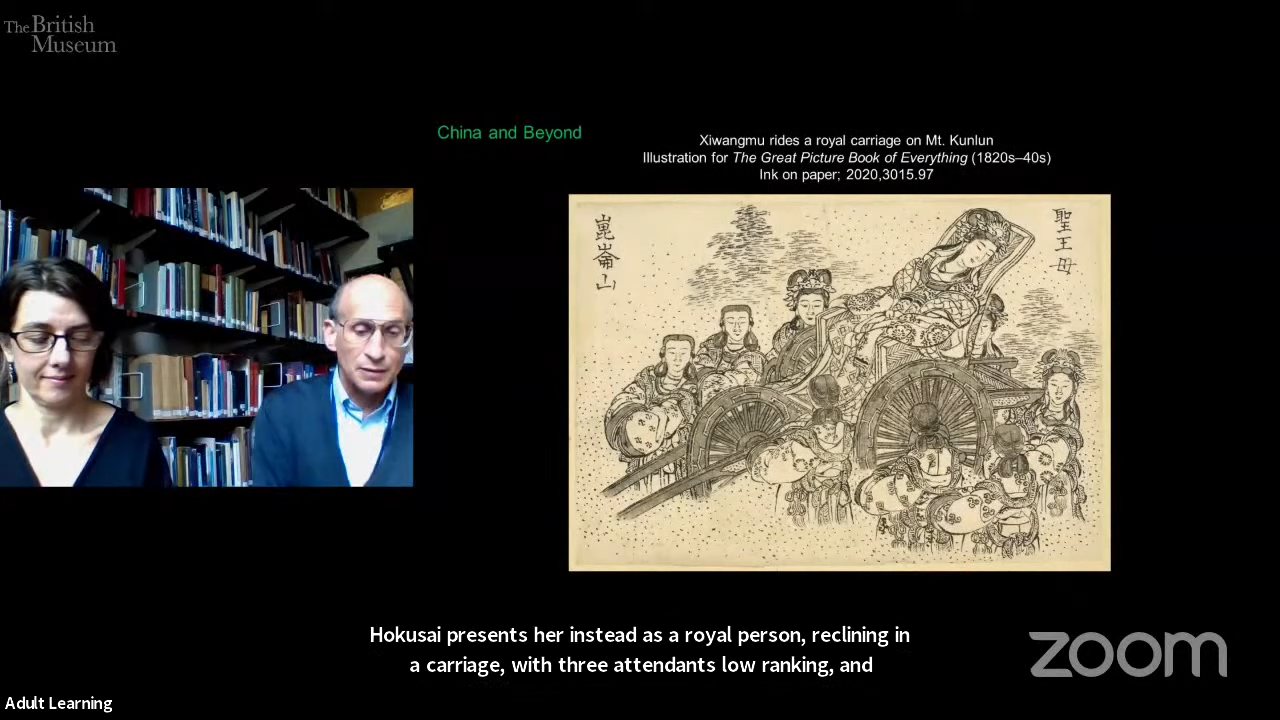 The British
Museum
China and Beyond
Xiwangmu rides a royal carriage on Mt. Kunlun
Illustration for The Great Picture Book of Everything (1820s–40s)
Ink on paper; 2020,3015.97
聖王母
崑崙山
Hokusai presents her instead as a royal person, reclining in
a carriage, with three attendants low ranking, and
zoom
Adult Learning